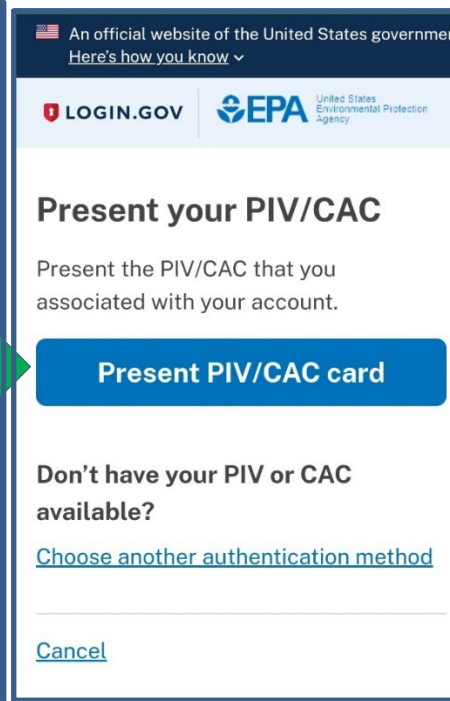 An official website of the United States governmen
Here's how you know
LOGIN.GOV
EPA
United States
Environmental Protection
Agency
Present your PIV/CAC
Present the PIV/CAC that you
associated with your account.
Present PIV/CAC card
Don't have your PIV or CAC
available?
Choose another authentication method
Cancel